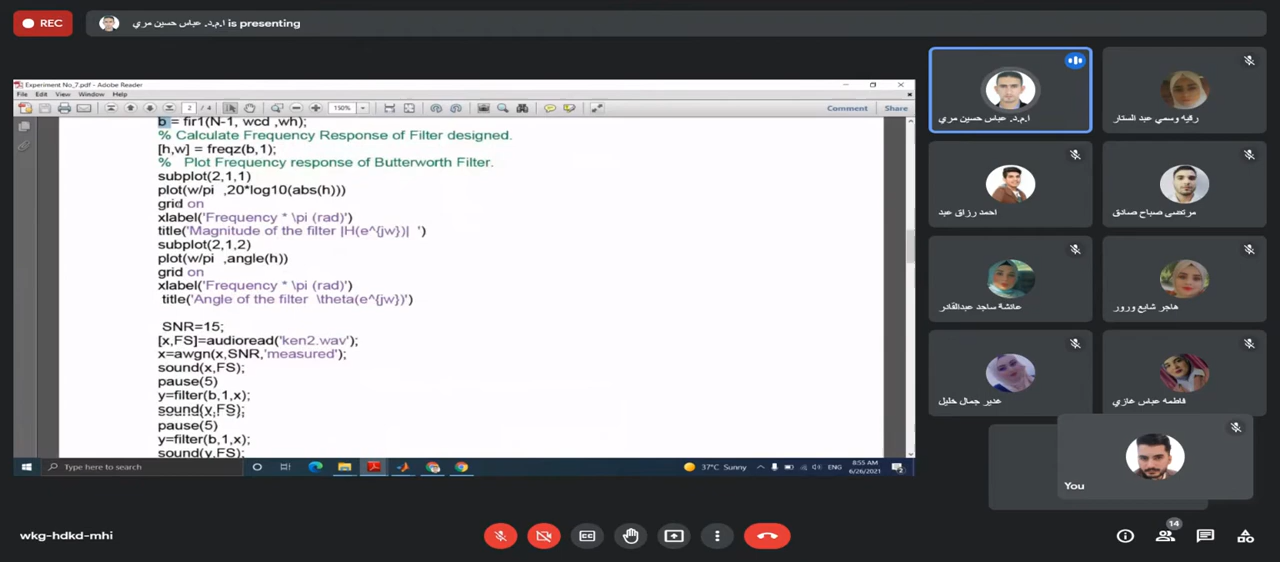 REC
ا.م.د. عباس حسين مري is presenting
Experiment No_7.pdf - Adobe Reader
File Edit View Window Help
2 / 4
150%
Comment
b = fir1(N-1, wcd ,wh);
% Calculate Frequency Response of Filter designed.
[h,w] = freqz(b,1);
% Plot Frequency response of Butterworth Filter.
subplot(2,1,1)
plot(w/pi ,20*log10(abs(h)))
grid on
xlabel('Frequency * \pi (rad)')
title('Magnitude of the filter |H(e^{jw})| ')
subplot(2,1,2)
plot(w/pi ,angle(h))
grid on
xlabel('Frequency * \pi (rad)')
title('Angle of the filter \theta(e^{jw})')
SNR=15;
[x,FS]=audioread('ken2.wav');
x=awgn(x,SNR,'measured');
sound(x,FS);
pause(5)
y=filter(b,1,x);
sound(y,FS);
pause(5)
y=filter(b,1,x);
sound(y,FS);
Type here to search
37°C Sunny
ENG
8:55 AM
6/26/2021
2
ا.م.د. عباس حسين مري
رقيه وسمي عبد الستار
احمد رزاق عبد
مرتضى صباح صادق
عائشة ساجد عبدالقادر
هاجر شايع ورور
غدير جمال خليل
فاطمه عباس غازي
You
wkg-hdkd-mhi
14